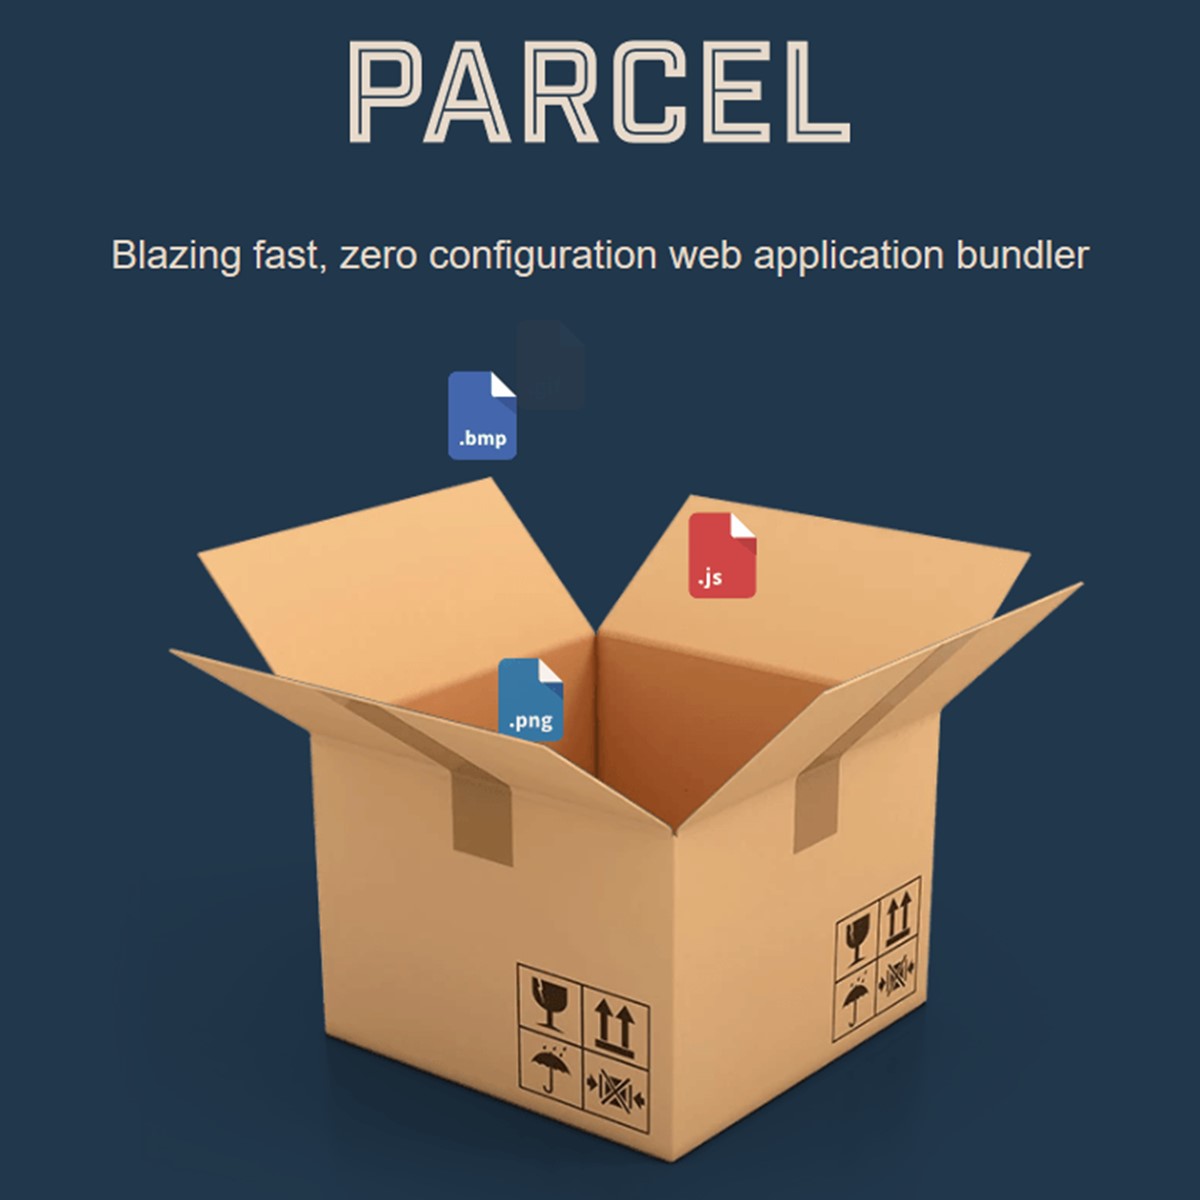 PARCEL
Blazing fast, zero configuration web application bundler
.bmp
.js
.png